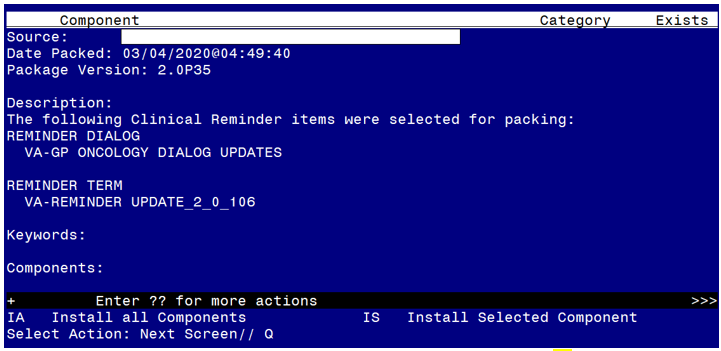 Component Category Exists
Source:
Date Packed: 03/04/2020@04:49:40
Package Version: 2.0P35
Description:
The following Clinical Reminder items were selected for packing:
REMINDER DIALOG
VA-GP ONCOLOGY DIALOG UPDATES
REMINDER TERM
VA-REMINDER UPDATE_2_0_106
Keywords:
Components:
+ Enter ?? for more actions >>>
IA Install all Components IS Install Selected Component
Select Action: Next Screen// Q